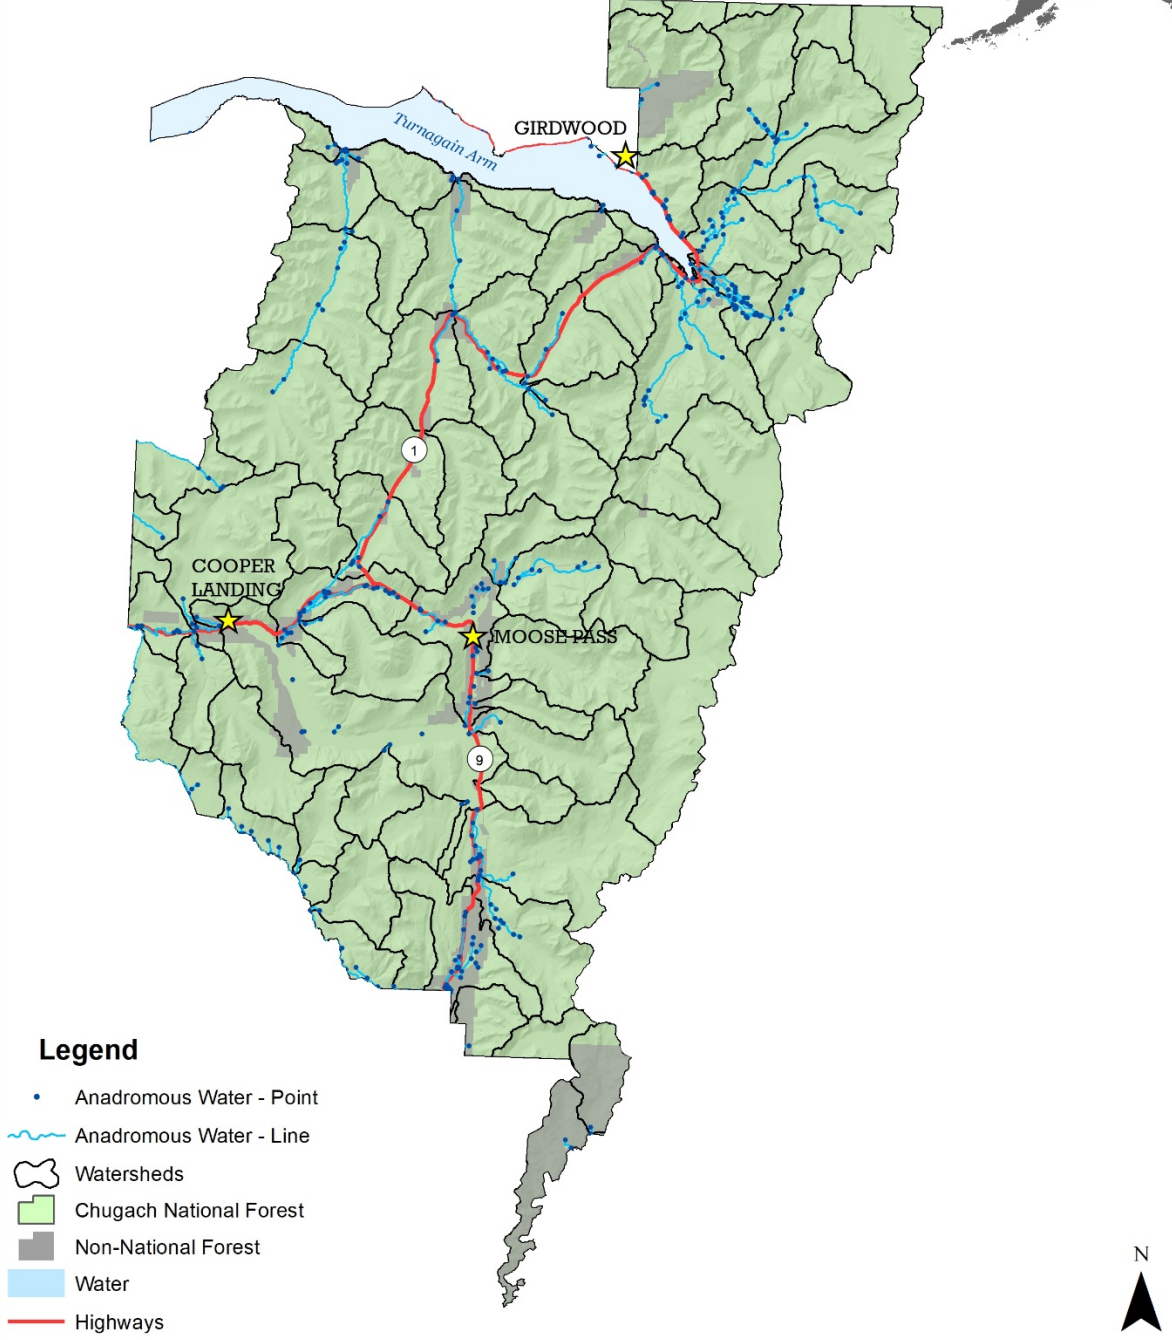 GIRDWOOD
Turnagain Arm
1
COOPER
LANDING
MOOSE PASS
9
Legend
Anadromous Water - Point
Anadromous Water - Line
Watersheds
Chugach National Forest
Non-National Forest
Water
Highways
N